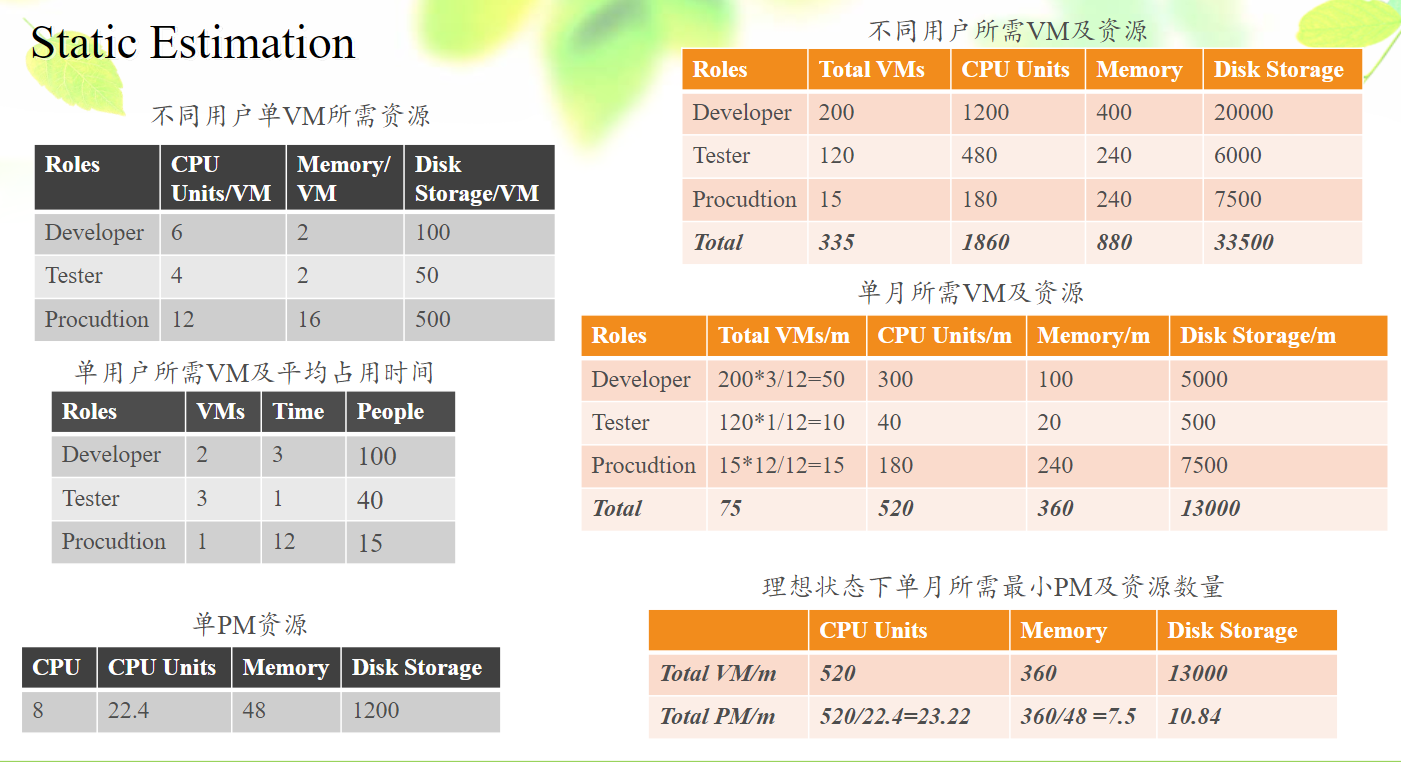 Static Estimation
不同用户单VM所需资源
Roles CPU Units/VM Memory/VM Disk Storage/VM
Developer 6 2 100
Tester 4 2 50
Procudtion 12 16 500
单用户所需VM及平均占用时间
Roles VMs Time People
Developer 2 3 100
Tester 3 1 40
Procudtion 1 12 15
单PM资源
CPU CPU Units Memory Disk Storage
8 22.4 48 1200
不同用户所需VM及资源
Roles Total VMs CPU Units Memory Disk Storage
Developer 200 1200 400 20000
Tester 120 480 240 6000
Procudtion 15 180 240 7500
Total 335 1860 880 33500
单月所需VM及资源
Roles Total VMs/m CPU Units/m Memory/m Disk Storage/m
Developer 200*3/12=50 300 100 5000
Tester 120*1/12=10 40 20 500
Procudtion 15*12/12=15 180 240 7500
Total 75 520 360 13000
理想状态下单月所需最小PM及资源数量
CPU Units Memory Disk Storage
Total VM/m 520 360 13000
Total PM/m 520/22.4=23.22 360/48 =7.5 10.84